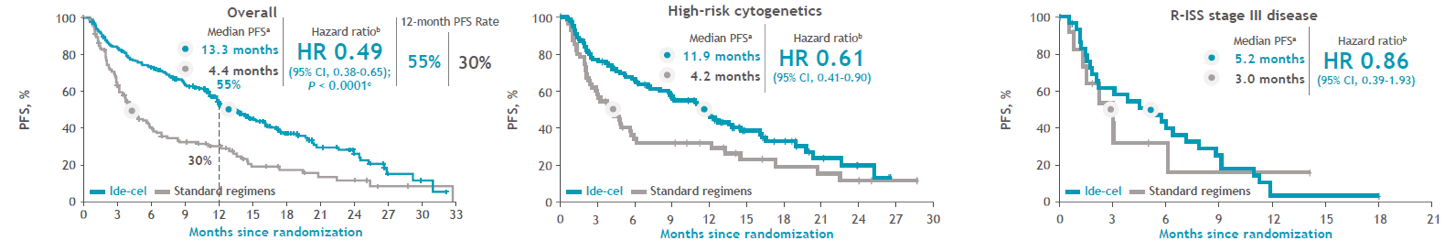 Overall
Median PFSᵃ
13.3 months
4.4 months
Hazard ratioᵇ
HR 0.49
(95% CI, 0.38-0.65);
P < 0.0001ᶜ
12-month PFS Rate
55%
30%
55%
30%
PFS, %
100
80
60
40
20
0
Ide-cel
Standard regimens
0 3 6 9 12 15 18 21 24 27 30 33
Months since randomization
High-risk cytogenetics
Median PFSᵃ
11.9 months
4.2 months
Hazard ratioᵇ
HR 0.61
(95% CI, 0.41-0.90)
PFS, %
100
80
60
40
20
0
Ide-cel
Standard regimens
0 3 6 9 12 15 18 21 24 27 30
Months since randomization
R-ISS stage III disease
Median PFSᵃ
5.2 months
3.0 months
Hazard ratioᵇ
HR 0.86
(95% CI, 0.39-1.93)
PFS, %
100
80
60
40
20
0
Ide-cel
Standard regimens
0 3 6 9 12 15 18 21
Months since randomization